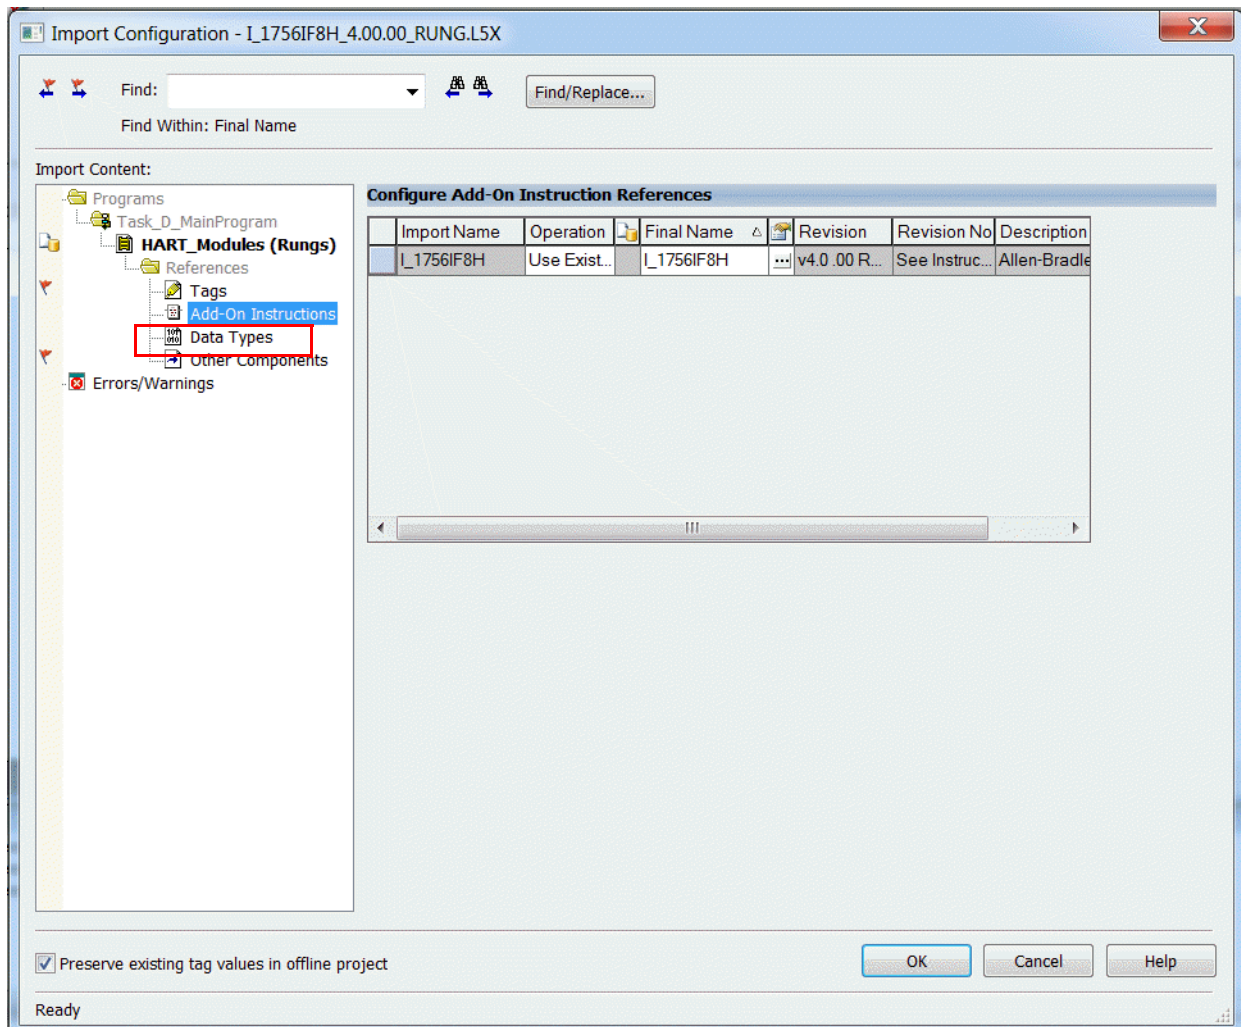 Import Configuration - I_1756IF8H_4.00.00_RUNG.L5X
Find:
Find/Replace...
Find Within: Final Name
Import Content:
Programs
Task_D_MainProgram
HART_Modules (Rungs)
References
Tags
Add-On Instructions
Data Types
Other Components
Errors/Warnings
Configure Add-On Instruction References
Import Name Operation Final Name Revision Revision No Description
I_1756IF8H Use Exist... I_1756IF8H ... v4.0 .00 R... See Instruc... Allen-Bradle
Preserve existing tag values in offline project
OK Cancel Help
Ready